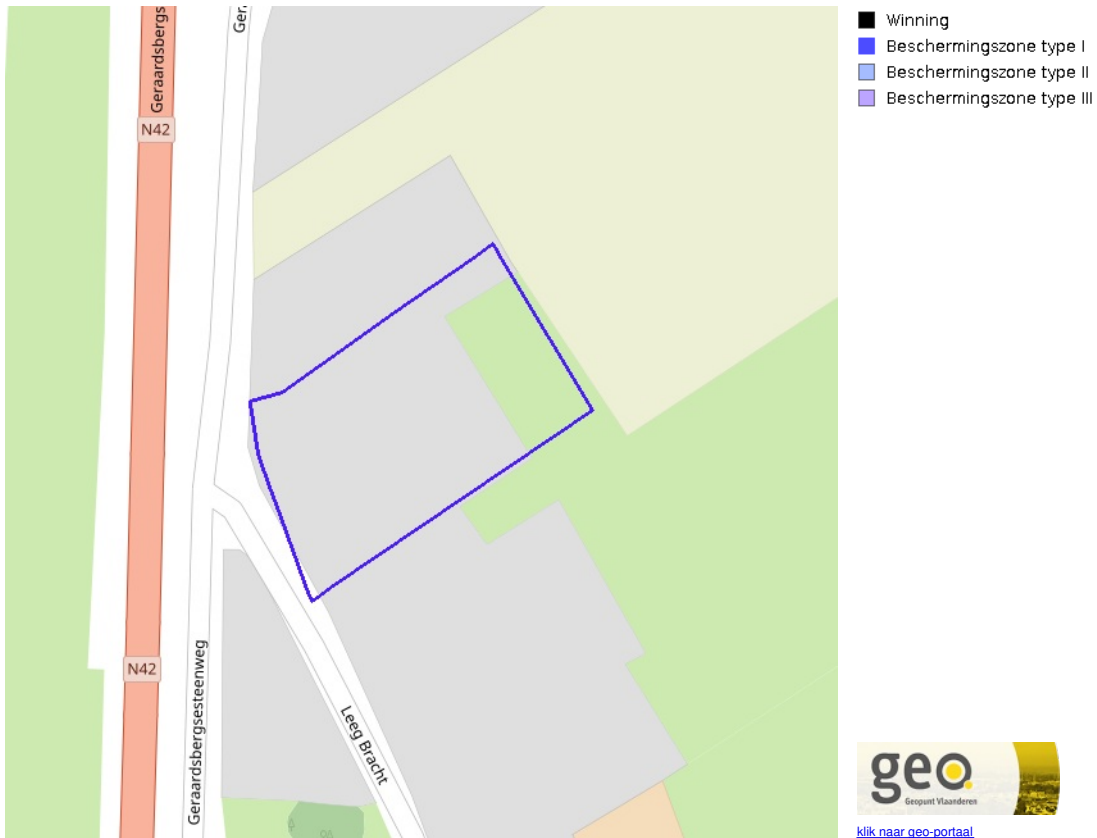 Geraardsbergs
Ger.
N42
N42
Geraardsbergsesteenweg
Leeg Bracht
Winning
Beschermingszone type I
Beschermingszone type II
Beschermingszone type III
geo.
Geopunt Vlaanderen
klik naar geo-portaal